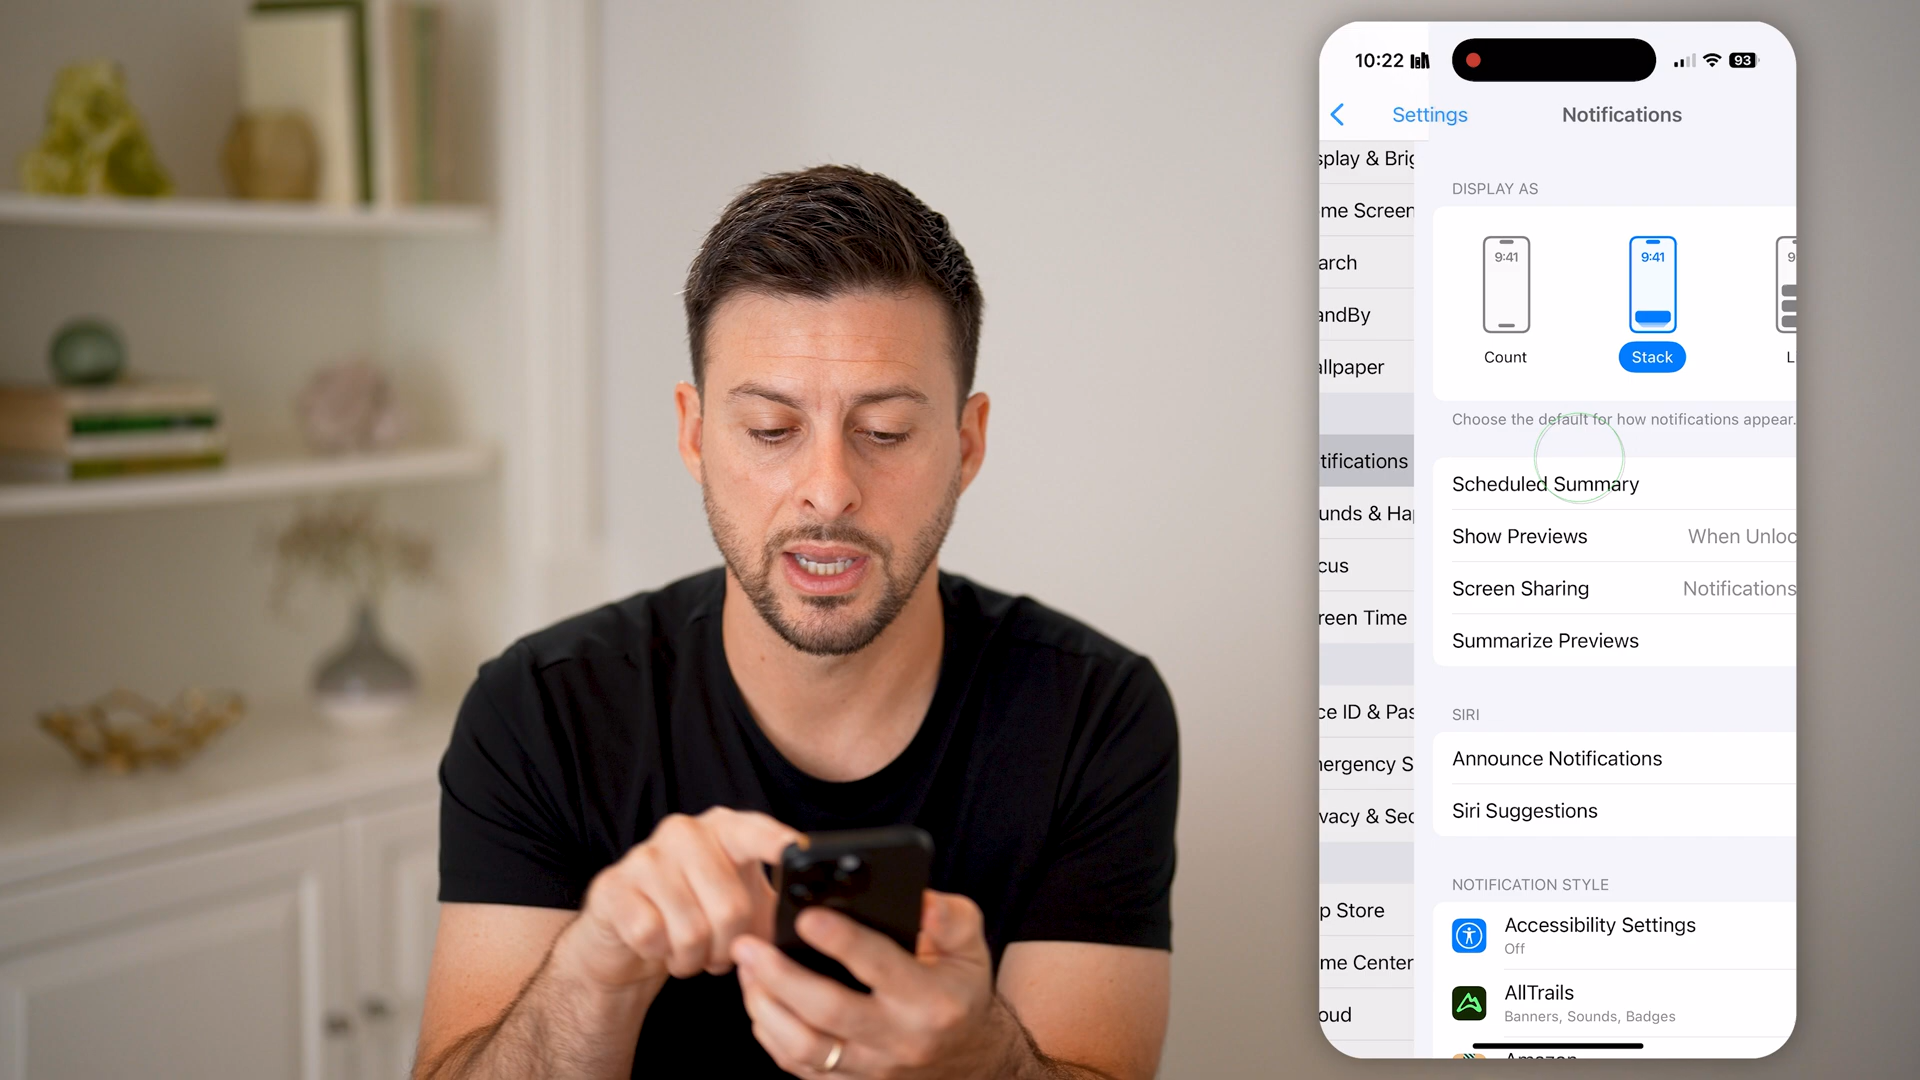 10:22
93
Settings
Notifications
splay & Brig
me Screen
arch
andBy
allpaper
tifications
unds & Hap
cus
reen Time
ce ID & Pas
nergency S
vacy & Sec
p Store
me Center
oud
DISPLAY AS
9:41
9:41
9
Count
Stack
L
Choose the default for how notifications appear.
Scheduled Summary
Show Previews
When Unloc
Screen Sharing
Notifications
Summarize Previews
SIRI
Announce Notifications
Siri Suggestions
NOTIFICATION STYLE
Accessibility Settings
Off
AllTrails
Banners, Sounds, Badges
Amazon